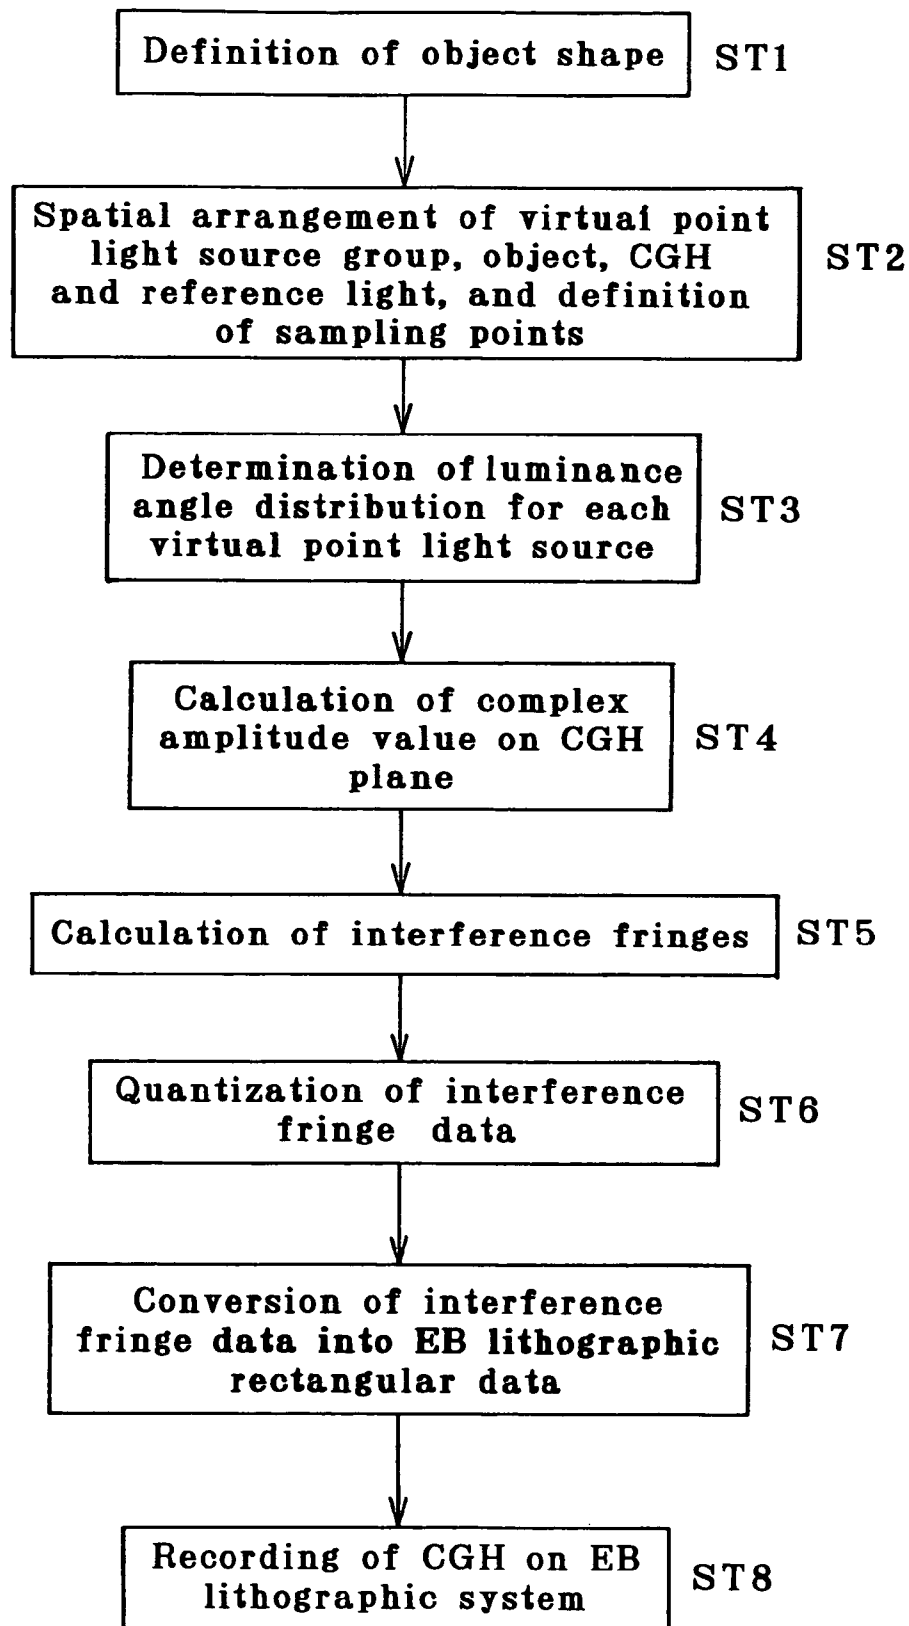 Definition of object shape
ST1
Spatial arrangement of virtual point
light source group, object, CGH
and reference light, and definition
of sampling points
ST2
Determination of luminance
angle distribution for each
virtual point light source
ST3
Calculation of complex
amplitude value on CGH
plane
ST4
Calculation of interference fringes
ST5
Quantization of interference
fringe data
ST6
Conversion of interference
fringe data into EB lithographic
rectangular data
ST7
Recording of CGH on EB
lithographic system
ST8